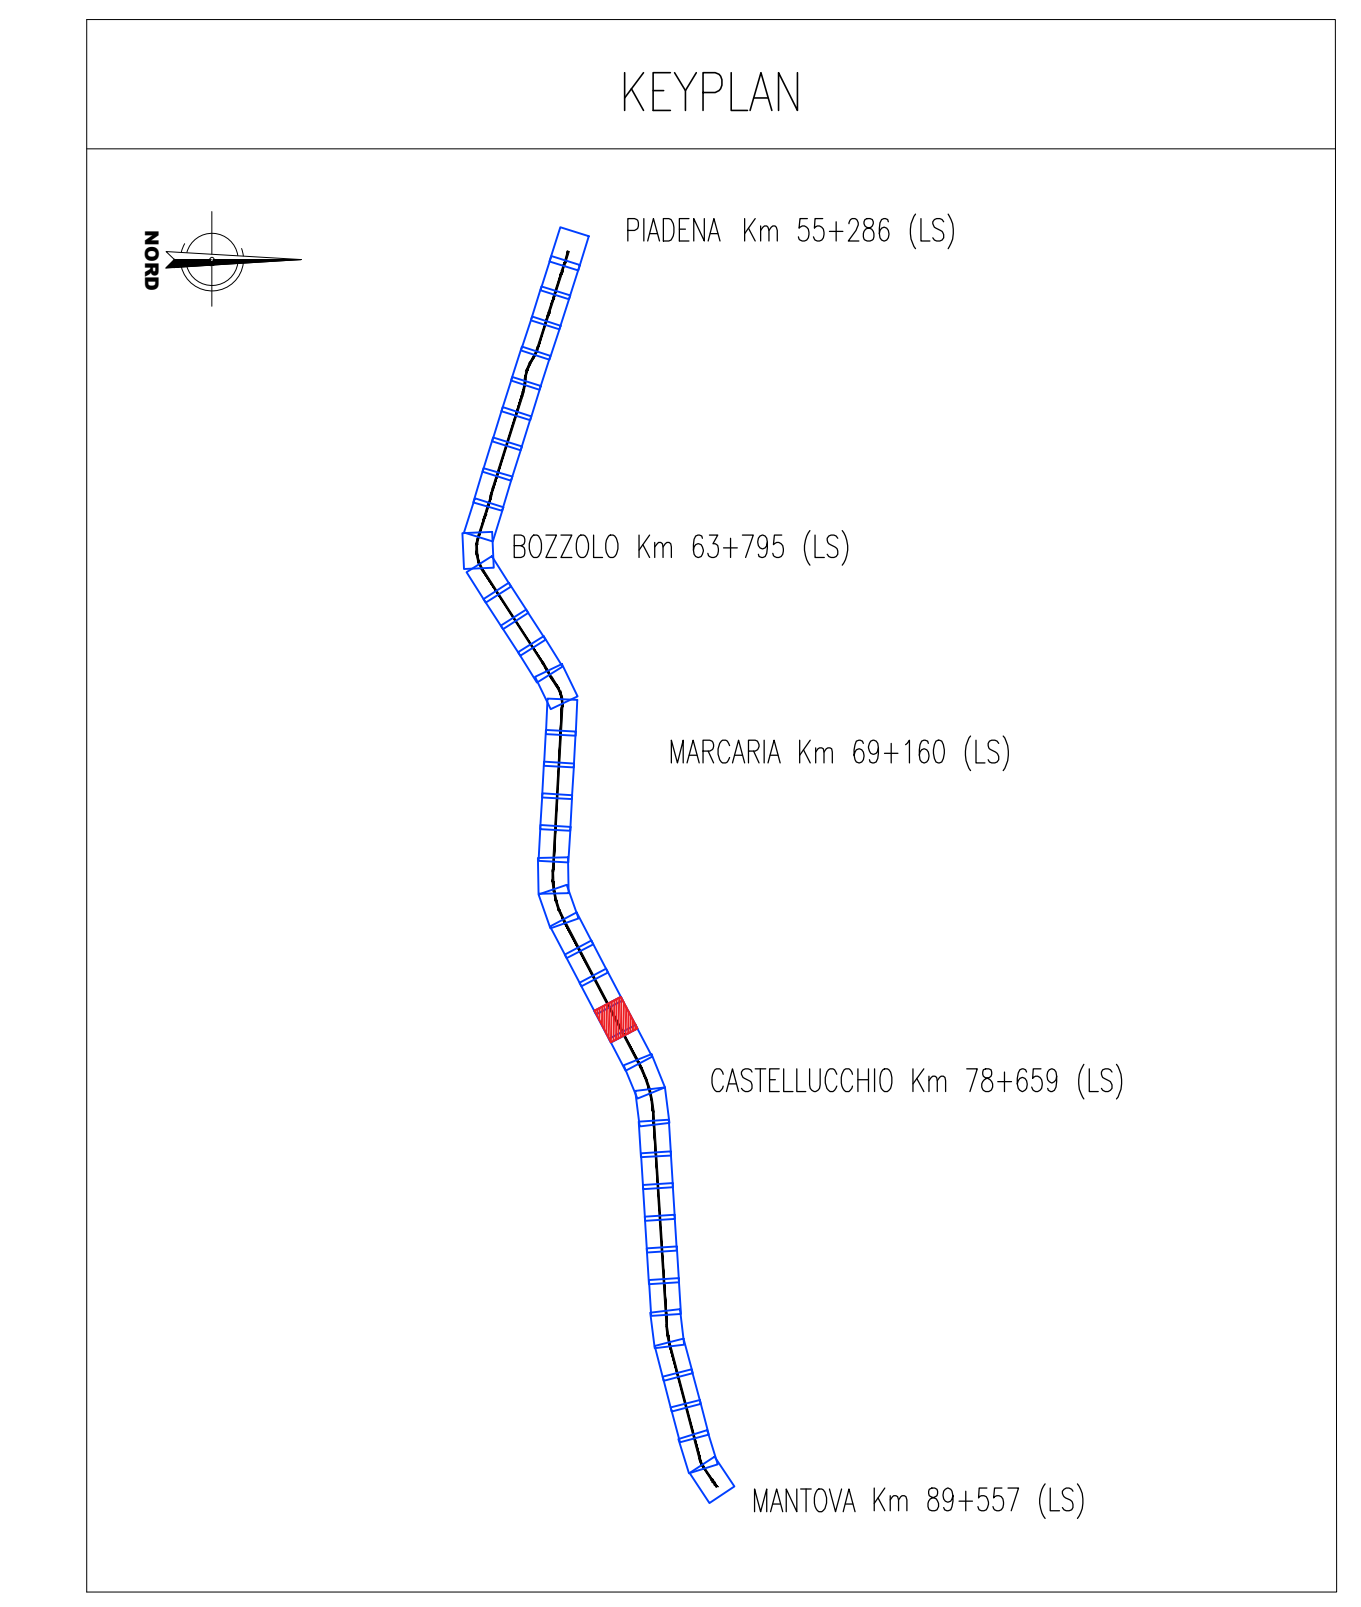 KEYPLAN
NORD
PIADENA Km 55+286 (LS)
BOZZOLO Km 63+795 (LS)
MARCARIA Km 69+160 (LS)
CASTELLUCCHIO Km 78+659 (LS)
MANTOVA Km 89+557 (LS)